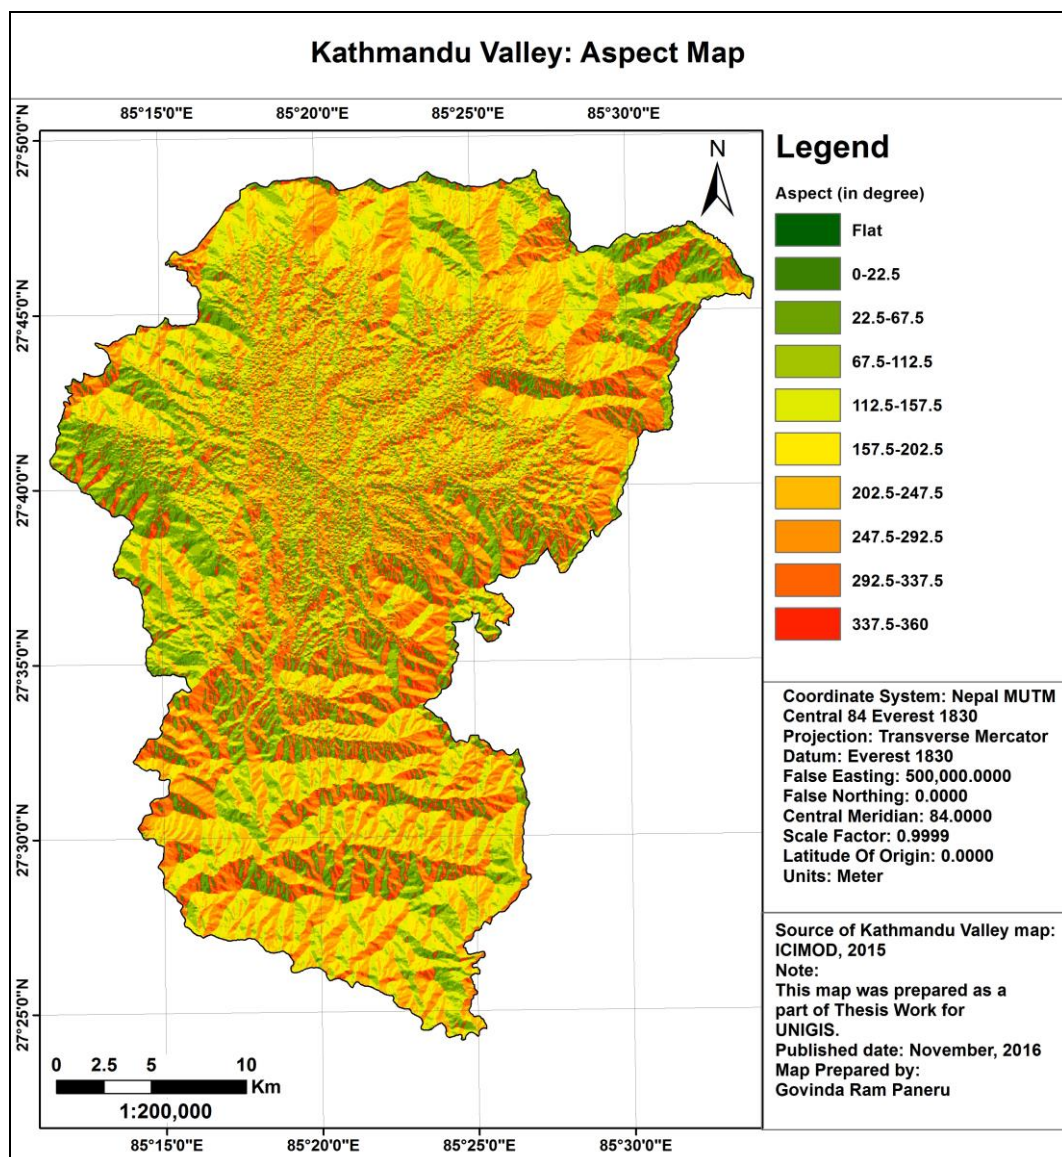 Kathmandu Valley: Aspect Map
85°15'0"E 85°20'0"E 85°25'0"E 85°30'0"E
27°50'0"N
27°45'0"N
27°40'0"N
27°35'0"N
27°30'0"N
27°25'0"N
N
0 2.5 5 10
Km
1:200,000
85°15'0"E 85°20'0"E 85°25'0"E 85°30'0"E
Legend
Aspect (in degree)
Flat
0-22.5
22.5-67.5
67.5-112.5
112.5-157.5
157.5-202.5
202.5-247.5
247.5-292.5
292.5-337.5
337.5-360
Coordinate System: Nepal MUTM
Central 84 Everest 1830
Projection: Transverse Mercator
Datum: Everest 1830
False Easting: 500,000.0000
False Northing: 0.0000
Central Meridian: 84.0000
Scale Factor: 0.9999
Latitude Of Origin: 0.0000
Units: Meter
Source of Kathmandu Valley map:
ICIMOD, 2015
Note:
This map was prepared as a
part of Thesis Work for
UNIGIS.
Published date: November, 2016
Map Prepared by:
Govinda Ram Paneru